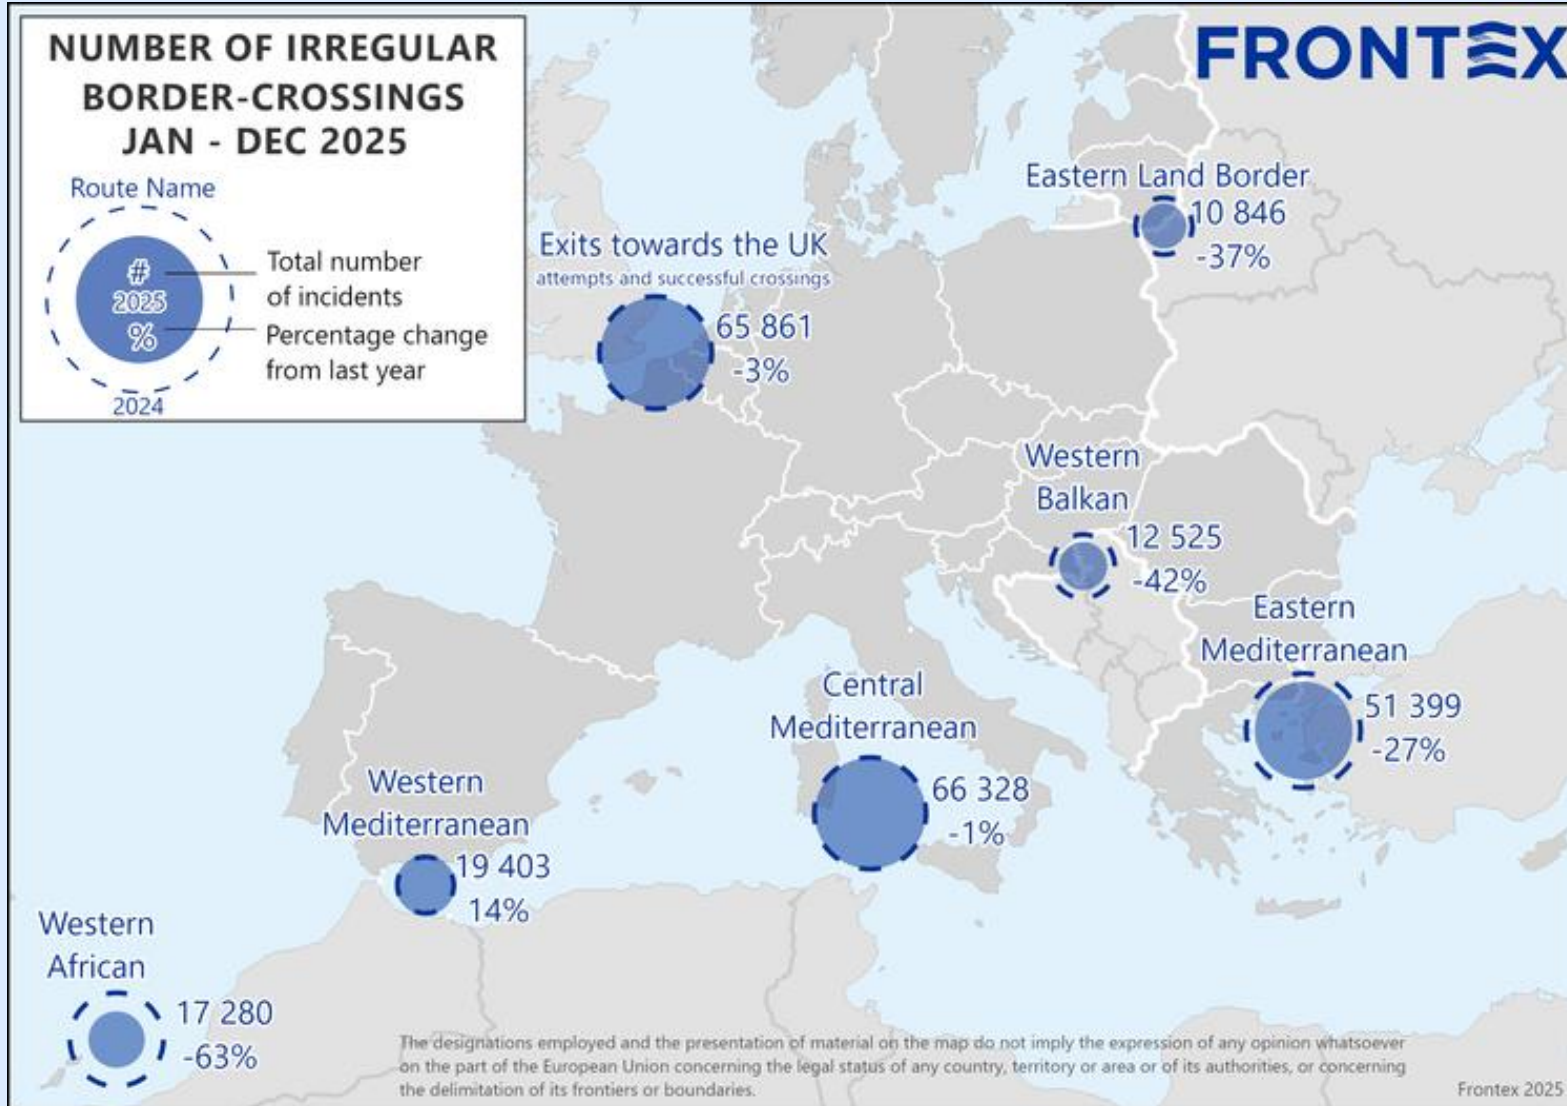 NUMBER OF IRREGULAR
BORDER-CROSSINGS
JAN - DEC 2025
Route Name
#
2025
%
Total number
of incidents
Percentage change
from last year
2024
FRONTEX
Eastern Land Border
10 846
-37%
Exits towards the UK
attempts and successful crossings
65 861
-3%
Western
Balkan
12 525
-42%
Eastern
Mediterranean
51 399
-27%
Central
Mediterranean
66 328
-1%
Western
Mediterranean
19 403
14%
Western
African
17 280
-63%
The designations employed and the presentation of material on the map do not imply the expression of any opinion whatsoever
on the part of the European Union concerning the legal status of any country, territory or area or of its authorities, or concerning
the delimitation of its frontiers or boundaries.
Frontex 2025